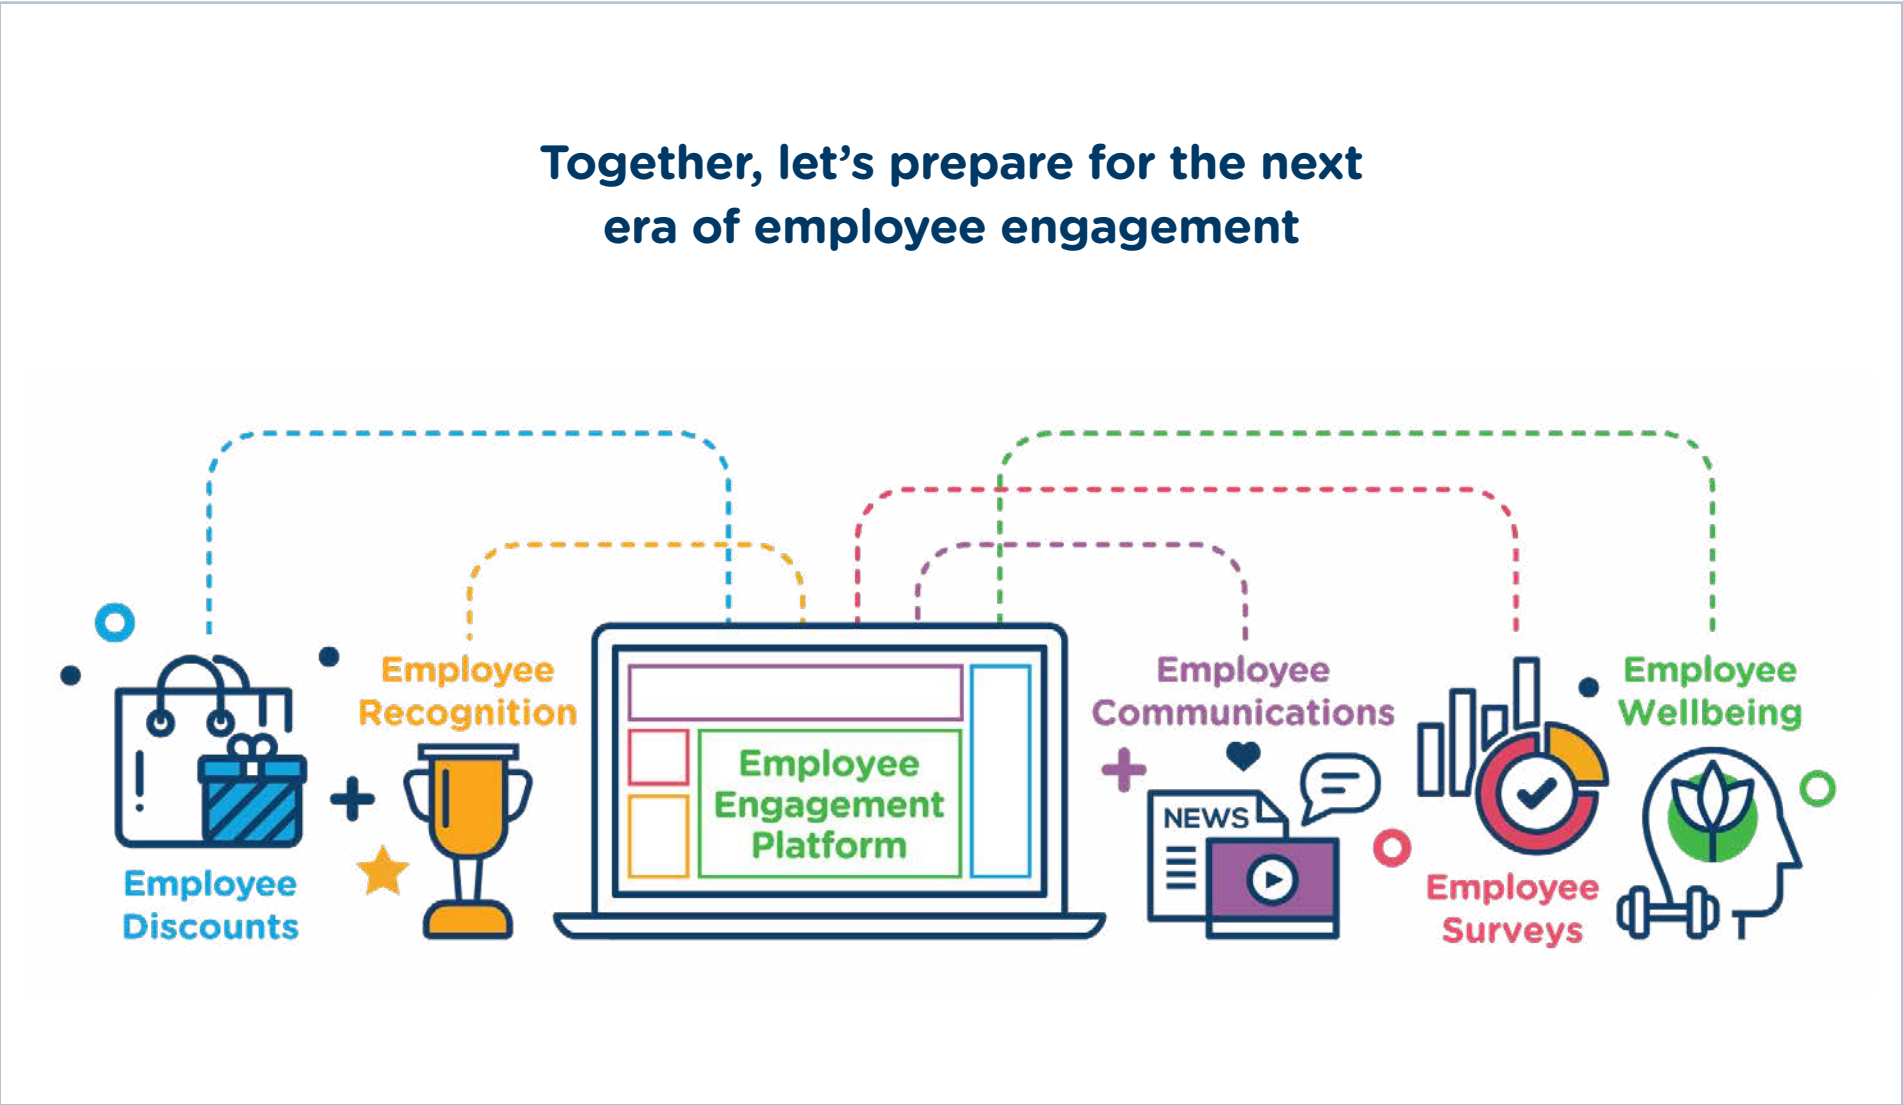 Together, let’s prepare for the next
era of employee engagement
Employee
Discounts
Employee
Recognition
Employee
Engagement
Platform
Employee
Communications
NEWS
Employee
Surveys
Employee
Wellbeing